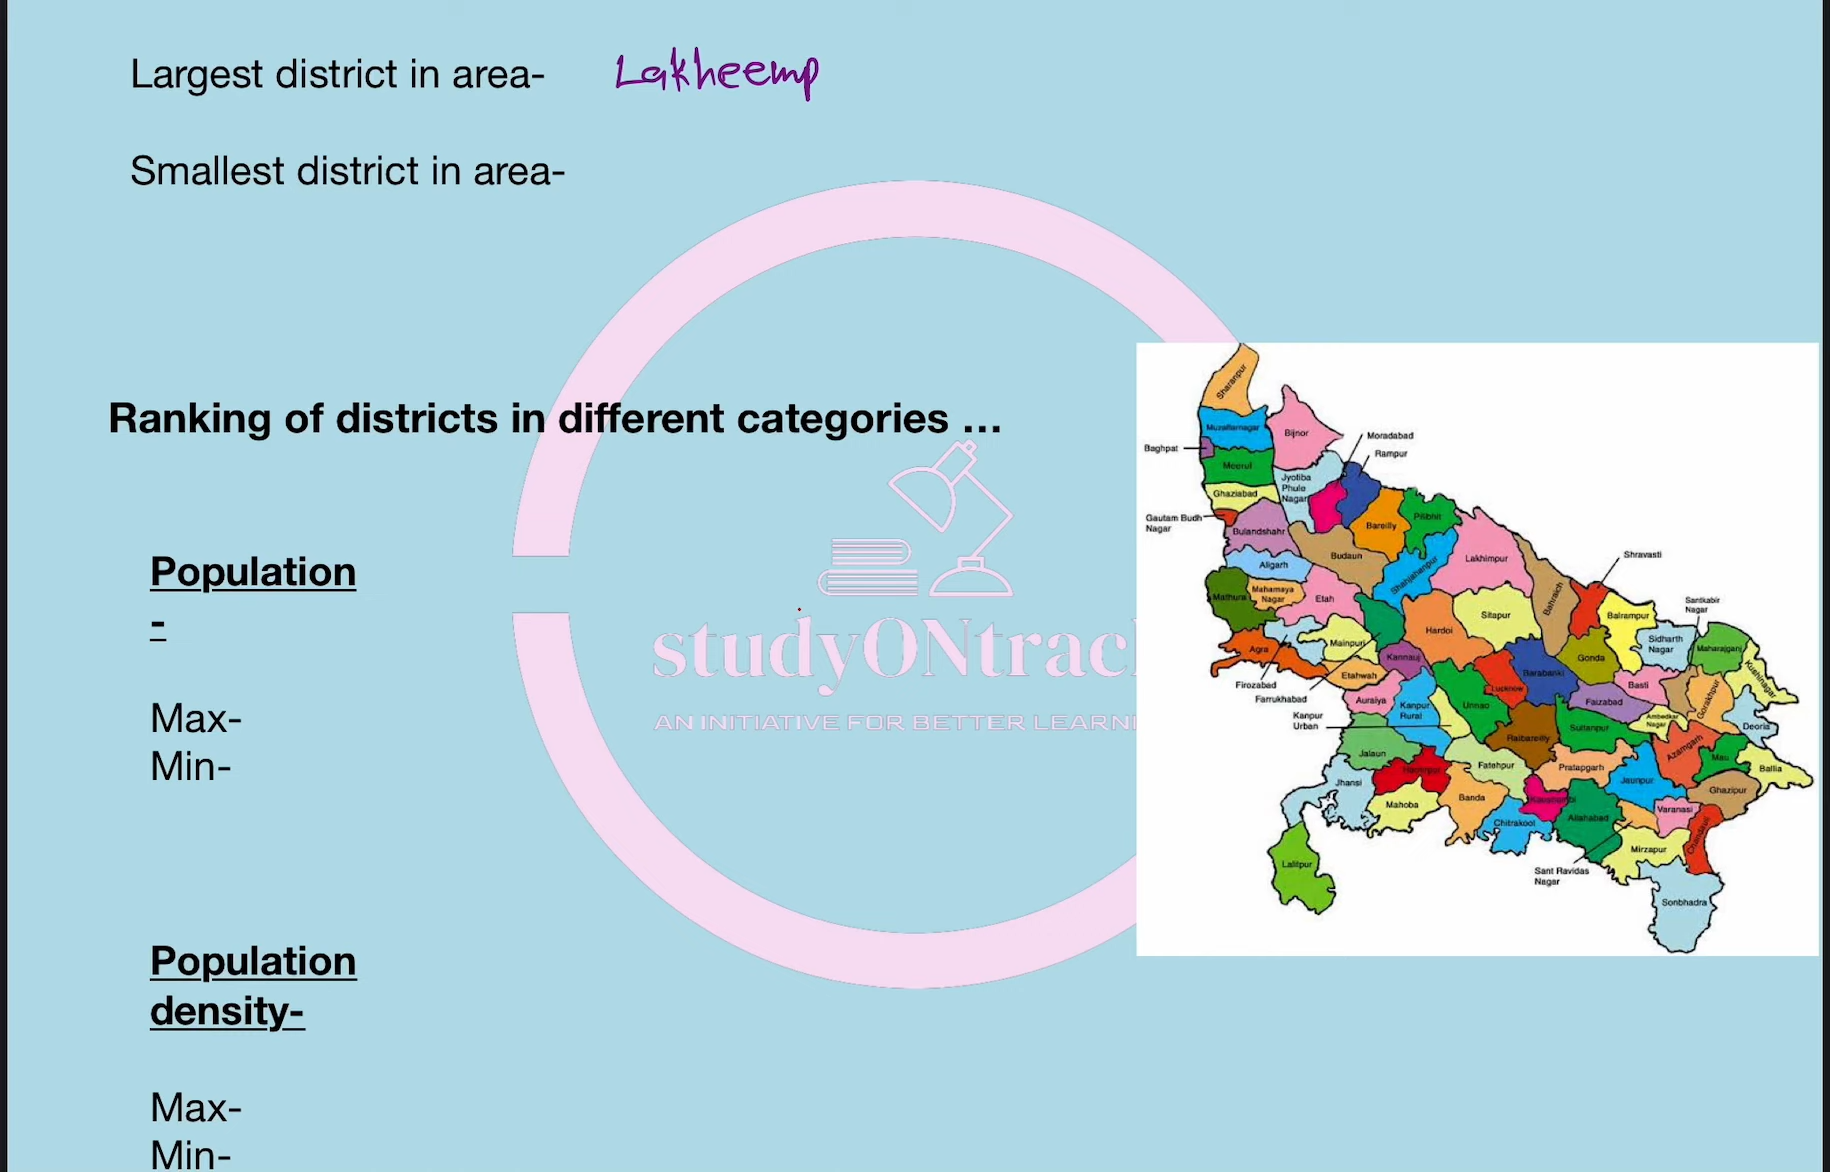 Largest district in area- Lakheemp
Smallest district in area-
Ranking of districts in different categories ...
Population
-
Max-
Min-
Population
density-
Max-
Min-
studyONtrac
AN INITIATIVE FOR BETTER LEARNI
Sharanpur
Muzaffarnagar
Bijnor
Moradabad
Rampur
Baghpat
Meerut
Jyotiba
Phule
Nagar
Ghaziabad
Gautam Budh
Nagar
Bulandshahr
Bareilly
Pilibhit
Budaun
Lakhimpur
Shravasti
Aligarh
Shahjahanpur
Mathura
Mahamaya
Nagar
Etah
Bahraich
Santkabir
Nagar
Sitapur
Balrampur
Hardoi
Mainpuri
Sidharth
Nagar
Maharajganj
Agra
Kannauj
Gonda
Kushinagar
Etahwah
Barabanki
Firozabad
Lucknow
Basti
Farrukhabad
Auraiya
Kanpur
Rural
Unnao
Faizabad
Gorakhpur
Kanpur
Urban
Ambedkar
Nagar
Deoria
Sultanpur
Raibareilly
Jalaun
Azamgarh
Mau
Fatehpur
Pratapgarh
Ballia
Jhansi
Jaunpur
Ghazipur
Mahoba
Banda
Varanasi
Chitrakoot
Allahabad
Chandauli
Mirzapur
Lalitpur
Sant Ravidas
Nagar
Sonbhadra